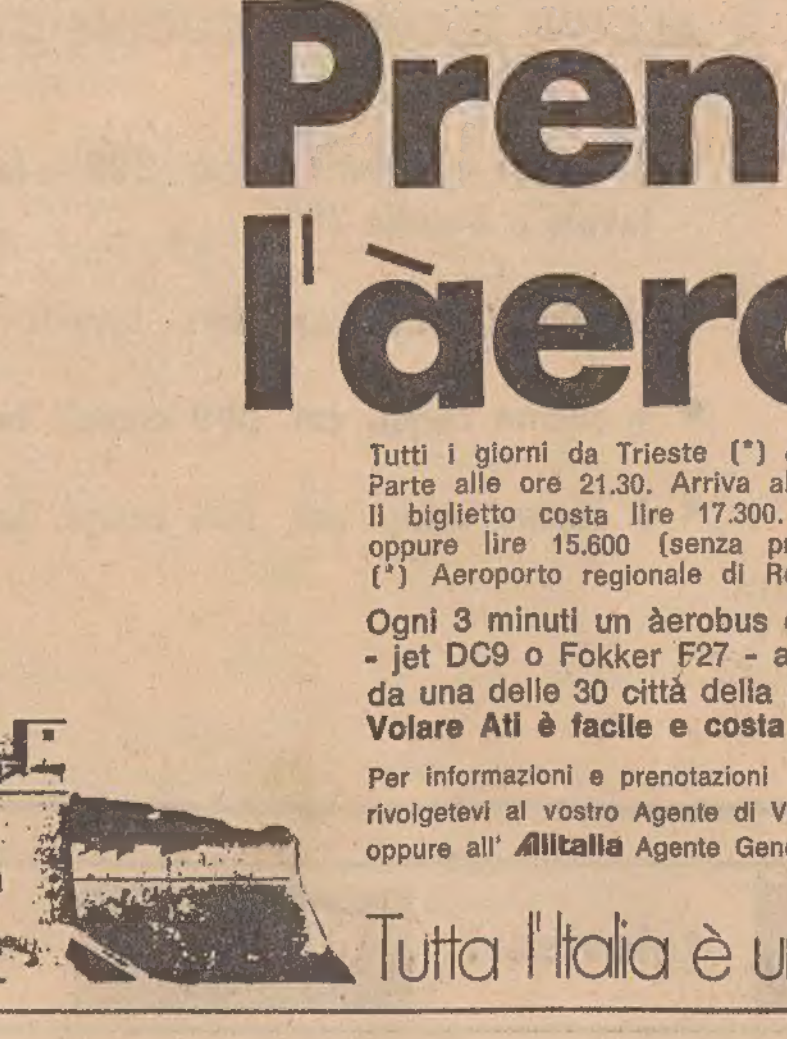 Pren
l'àero
Tutti i giorni da Trieste (*)
Parte alle ore 21.30. Arriva al
Il biglietto costa lire 17.300.
oppure lire 15.600 (senza pr
(*) Aeroporto regionale di Ro
Ogni 3 minuti un àerobus
- jet DC9 o Fokker F27 - a
da una delle 30 città della
Volare Ati è facile e costa
Per informazioni e prenotazioni
rivolgetevi al vostro Agente di V
oppure all' Alitalia Agente Gene
Tutta l'Italia è u